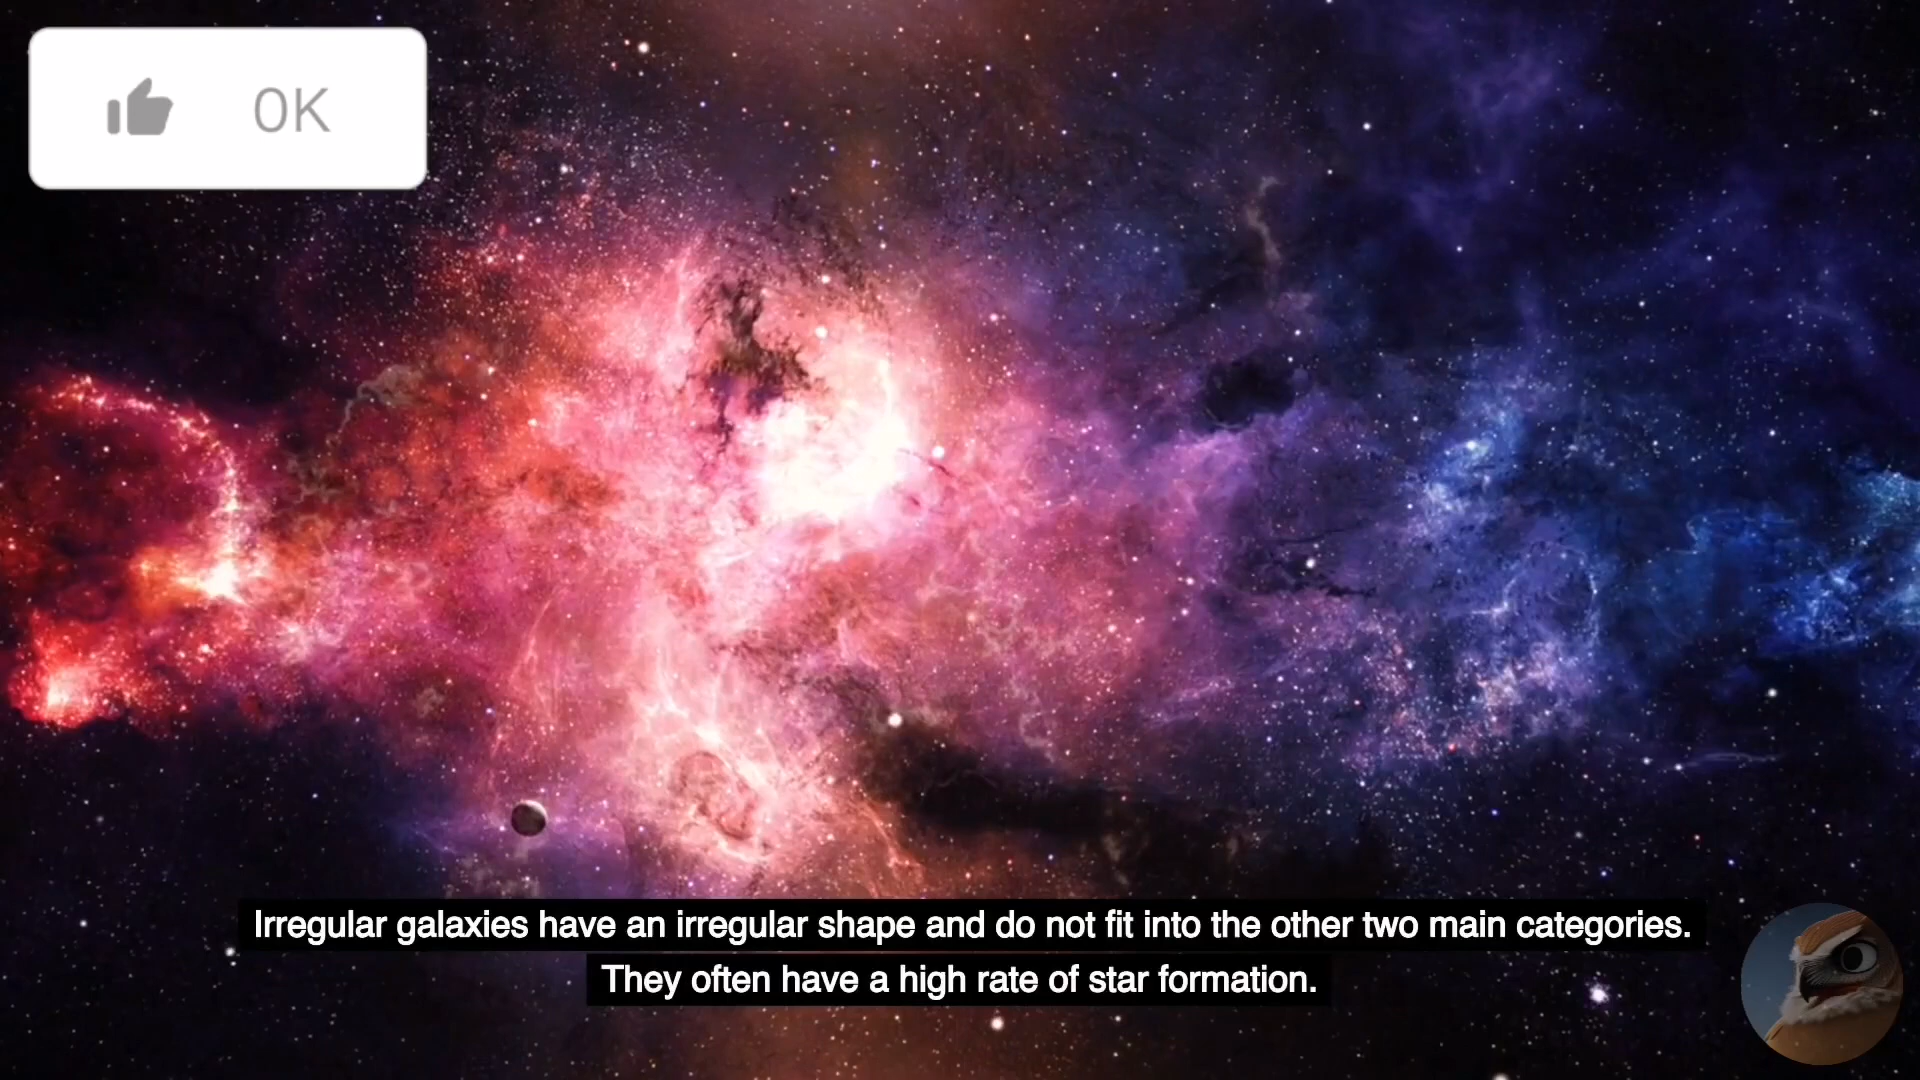 0K
Irregular galaxies have an irregular shape and do not fit into the other two main categories.
They often have a high rate of star formation.